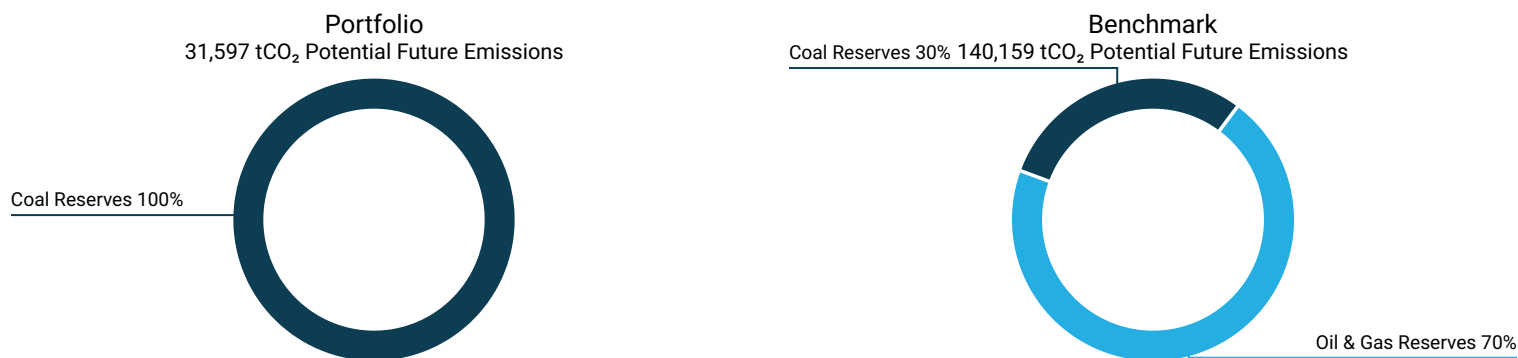 Portfolio
31,597 tCO₂ Potential Future Emissions
Coal Reserves 100%
Benchmark
140,159 tCO₂ Potential Future Emissions
Coal Reserves 30%
Oil & Gas Reserves 70%